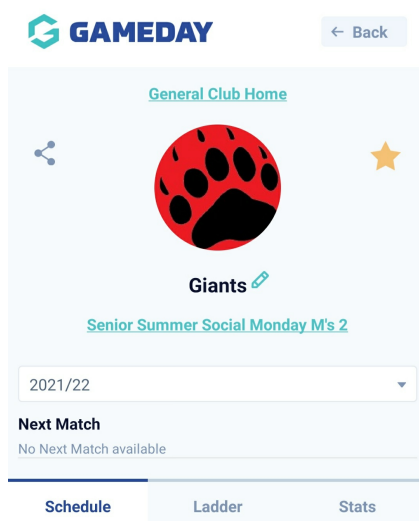 GAMEDAY
← Back
General Club Home
Giants
Senior Summer Social Monday M's 2
2021/22
Next Match
No Next Match available
Schedule Ladder Stats